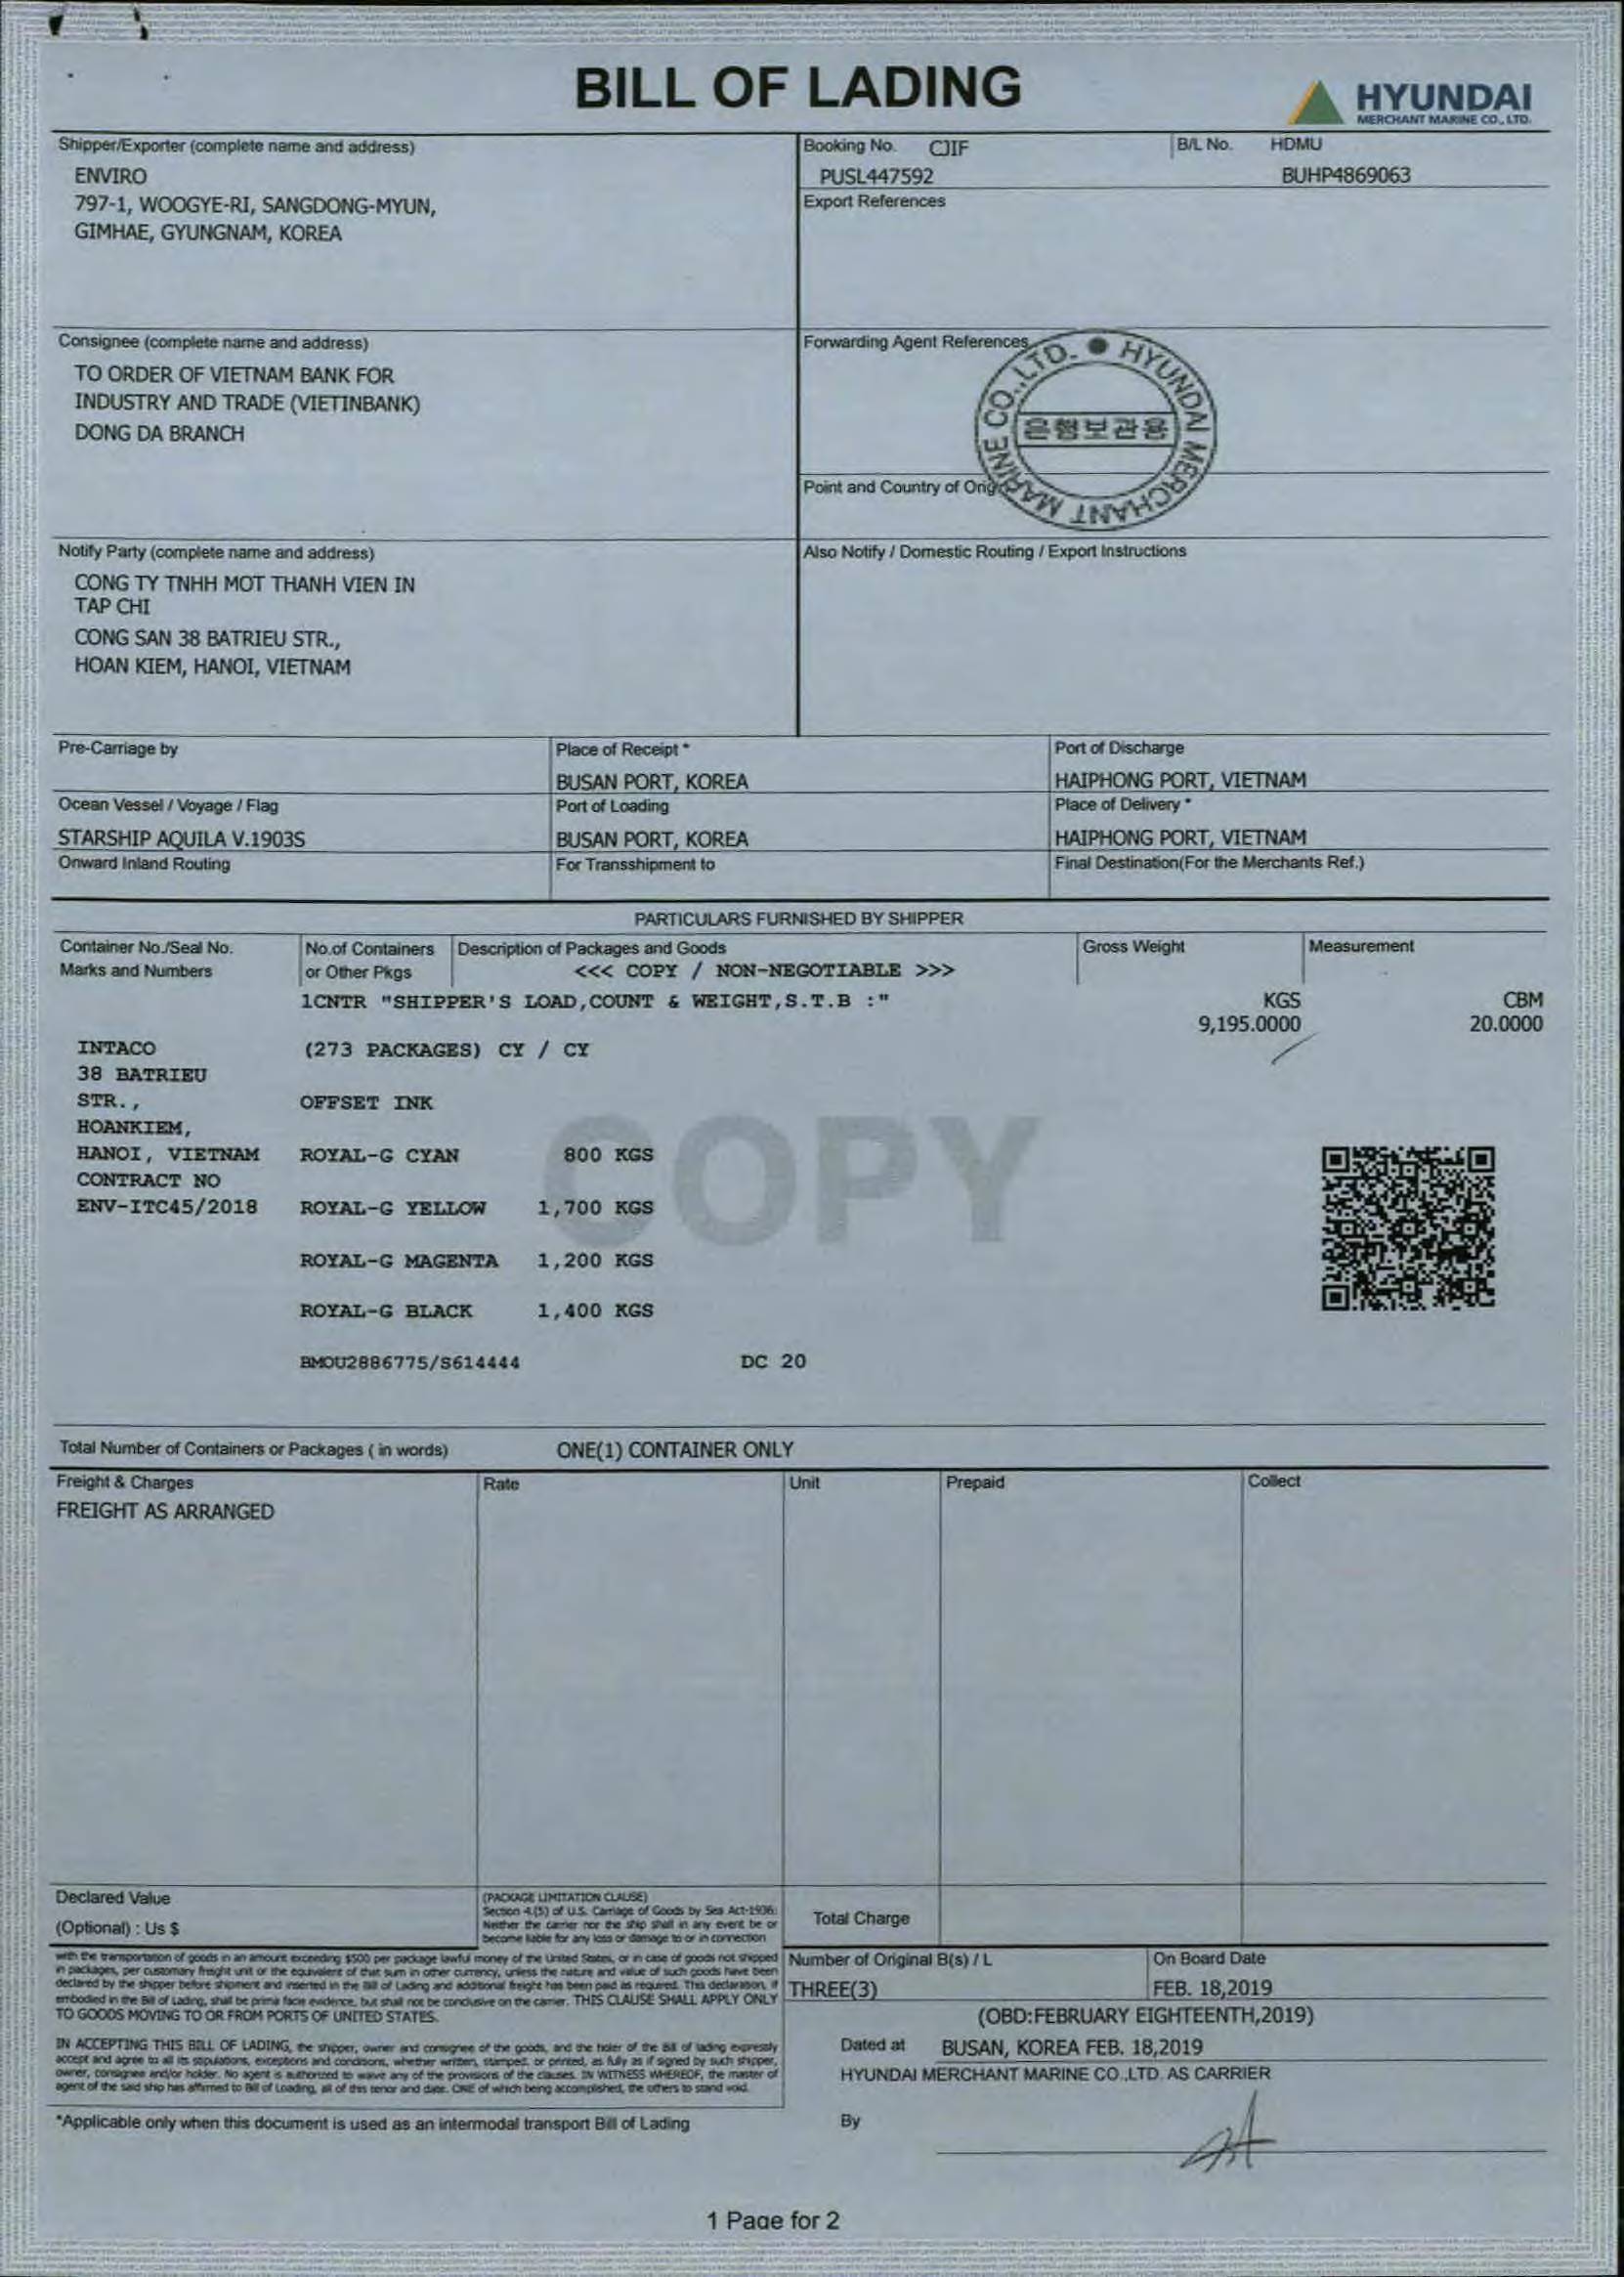 BILL OF LADING
HYUNDAI
MERCHANT MARINE CO., LTD.
Shipper/Exporter (complete name and address)
ENVIRO
797-1, WOOGYE-RI, SANGDONG-MYUN,
GIMHAE, GYUNGNAM, KOREA
Booking No. CJIF
PUSL447592
B/L No. HDMU
BUHP4869063
Export References
Consignee (complete name and address)
TO ORDER OF VIETNAM BANK FOR
INDUSTRY AND TRADE (VIETINBANK)
DONG DA BRANCH
Forwarding Agent References
HYUNDAI MERCHANT MARINE CO., LTD.
은행보관용
Point and Country of Orig
Notify Party (complete name and address)
CONG TY TNHH MOT THANH VIEN IN
TAP CHI
CONG SAN 38 BATRIEU STR.,
HOAN KIEM, HANOI, VIETNAM
Also Notify / Domestic Routing / Export Instructions
Pre-Carriage by
Place of Receipt *
BUSAN PORT, KOREA
Port of Discharge
HAIPHONG PORT, VIETNAM
Ocean Vessel / Voyage / Flag
STARSHIP AQUILA V.1903S
Port of Loading
BUSAN PORT, KOREA
Place of Delivery *
HAIPHONG PORT, VIETNAM
Onward Inland Routing
For Transshipment to
Final Destination(For the Merchants Ref.)
PARTICULARS FURNISHED BY SHIPPER
Container No./Seal No.
Marks and Numbers
No.of Containers
or Other Pkgs
Description of Packages and Goods
<<< COPY / NON-NEGOTIABLE >>>
Gross Weight
Measurement
1CNTR "SHIPPER'S LOAD,COUNT & WEIGHT,S.T.B :"
KGS
9,195.0000
CBM
20.0000
INTACO
38 BATRIEU
STR.,
HOANKIEM,
HANOI, VIETNAM
CONTRACT NO
ENV-ITC45/2018
(273 PACKAGES) CY / CY
OFFSET INK
ROYAL-G CYAN 800 KGS
ROYAL-G YELLOW 1,700 KGS
ROYAL-G MAGENTA 1,200 KGS
ROYAL-G BLACK 1,400 KGS
COPY
BMOU2886775/S614444 DC 20
Total Number of Containers or Packages ( in words) ONE(1) CONTAINER ONLY
Freight & Charges
Rate
Unit
Prepaid
Collect
FREIGHT AS ARRANGED
Declared Value
(Optional) : Us $
(PACKAGE LIMITATION CLAUSE)
Section 4.(5) of U.S. Carriage of Goods by Sea Act-1936:
Neither the carrier nor the ship shall in any event be or
become liable for any loss or damage to or in connection
Total Charge
with the transportation of goods in an amount exceeding $500 per package lawful money of the United States, or in case of goods not shipped
in packages, per customary freight unit or the equivalent of that sum in other currency, unless the nature and value of such goods have been
declared by the shipper before shipment and inserted in the Bill of Lading and additional freight has been paid as required. This declaration, if
embodied in the Bill of Lading, shall be prima facie evidence, but shall not be conclusive on the carrier. THIS CLAUSE SHALL APPLY ONLY
TO GOODS MOVING TO OR FROM PORTS OF UNITED STATES.
IN ACCEPTING THIS BILL OF LADING, the shipper, owner and consignee of the goods, and the holer of the Bill of lading expressly
accept and agree to all its stipulations, exceptions and conditions, whether written, stamped, or printed, as fully as if signed by such shipper,
owner, consignee and/or holder. No agent is authorized to waive any of the provisions of the clauses. IN WITNESS WHEREOF, the master of
agent of the said ship has affirmed to Bill of Loading, all of this tenor and date. ONE of which being accomplished, the others to stand void.
*Applicable only when this document is used as an intermodal transport Bill of Lading
Number of Original B(s) / L
THREE(3)
On Board Date
FEB. 18,2019
(OBD:FEBRUARY EIGHTEENTH,2019)
Dated at BUSAN, KOREA FEB. 18,2019
HYUNDAI MERCHANT MARINE CO.,LTD. AS CARRIER
By
1 Page for 2